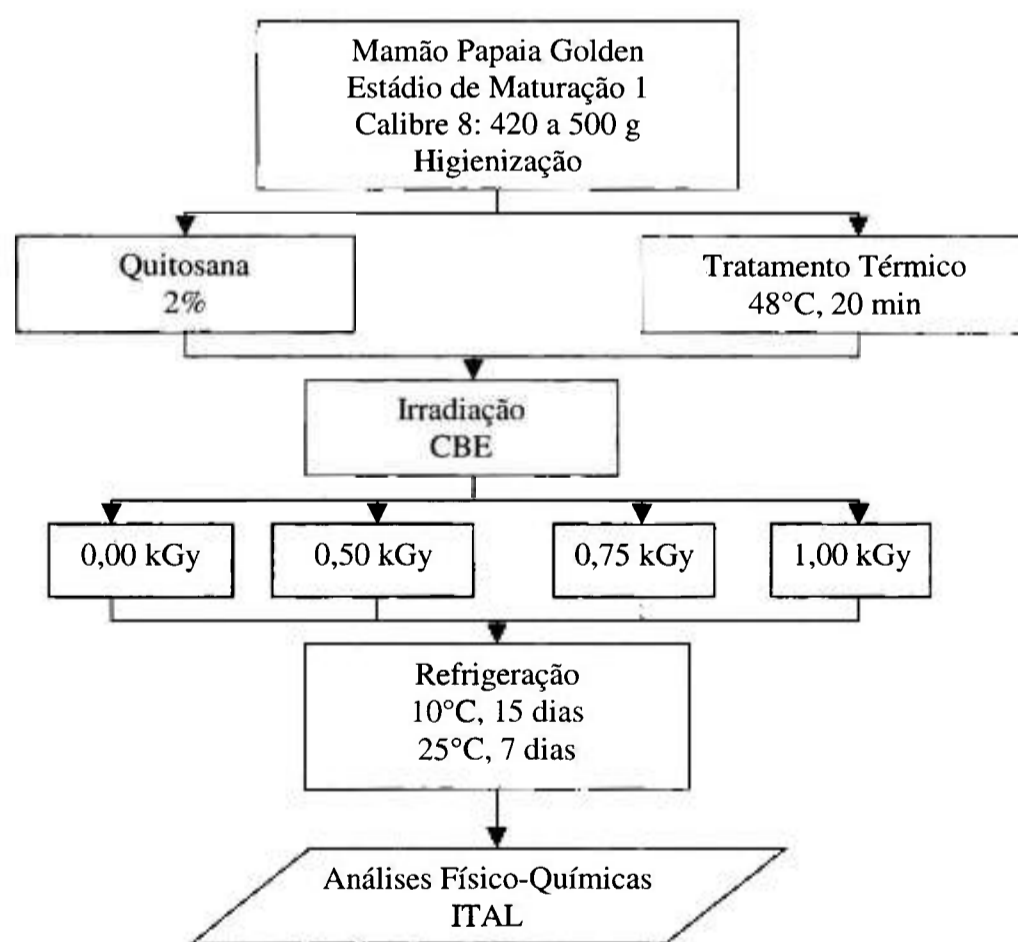 Mamão Papaia Golden
Estádio de Maturação 1
Calibre 8: 420 a 500 g
Higienização
Quitosana
2%
Tratamento Térmico
48°C, 20 min
Irradiação
CBE
0,00 kGy
0,50 kGy
0,75 kGy
1,00 kGy
Refrigeração
10°C, 15 dias
25°C, 7 dias
Análises Físico-Químicas
ITAL